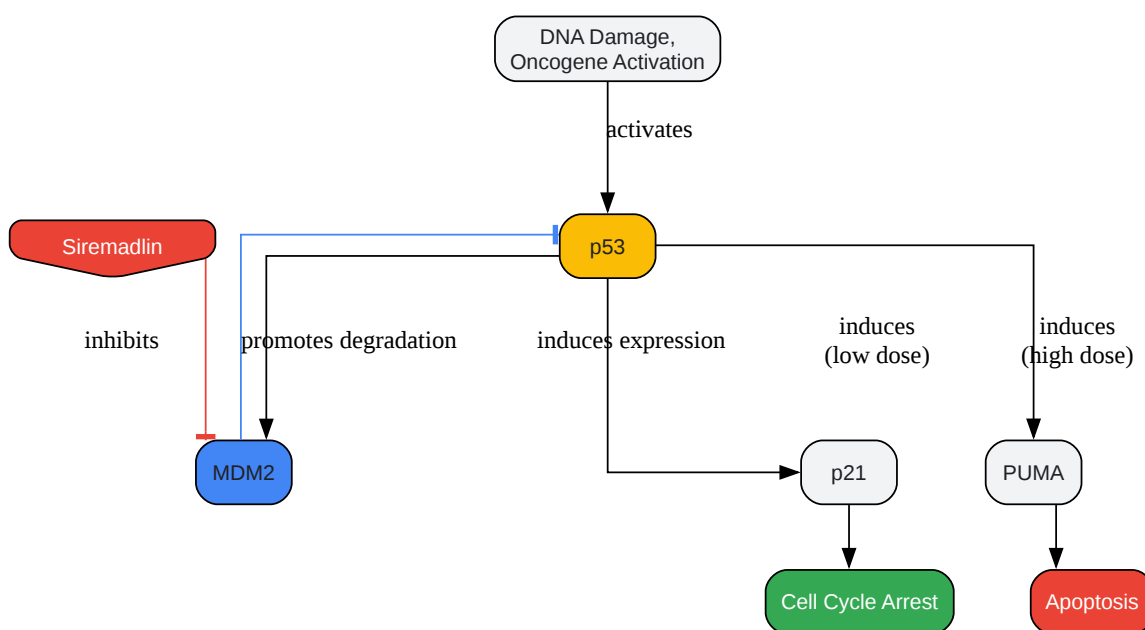 DNA Damage,
Oncogene Activation
activates
Siremadlin
p53
inhibits
promotes degradation
induces expression
induces
(low dose)
induces
(high dose)
MDM2
p21
PUMA
Cell Cycle Arrest
Apoptosis